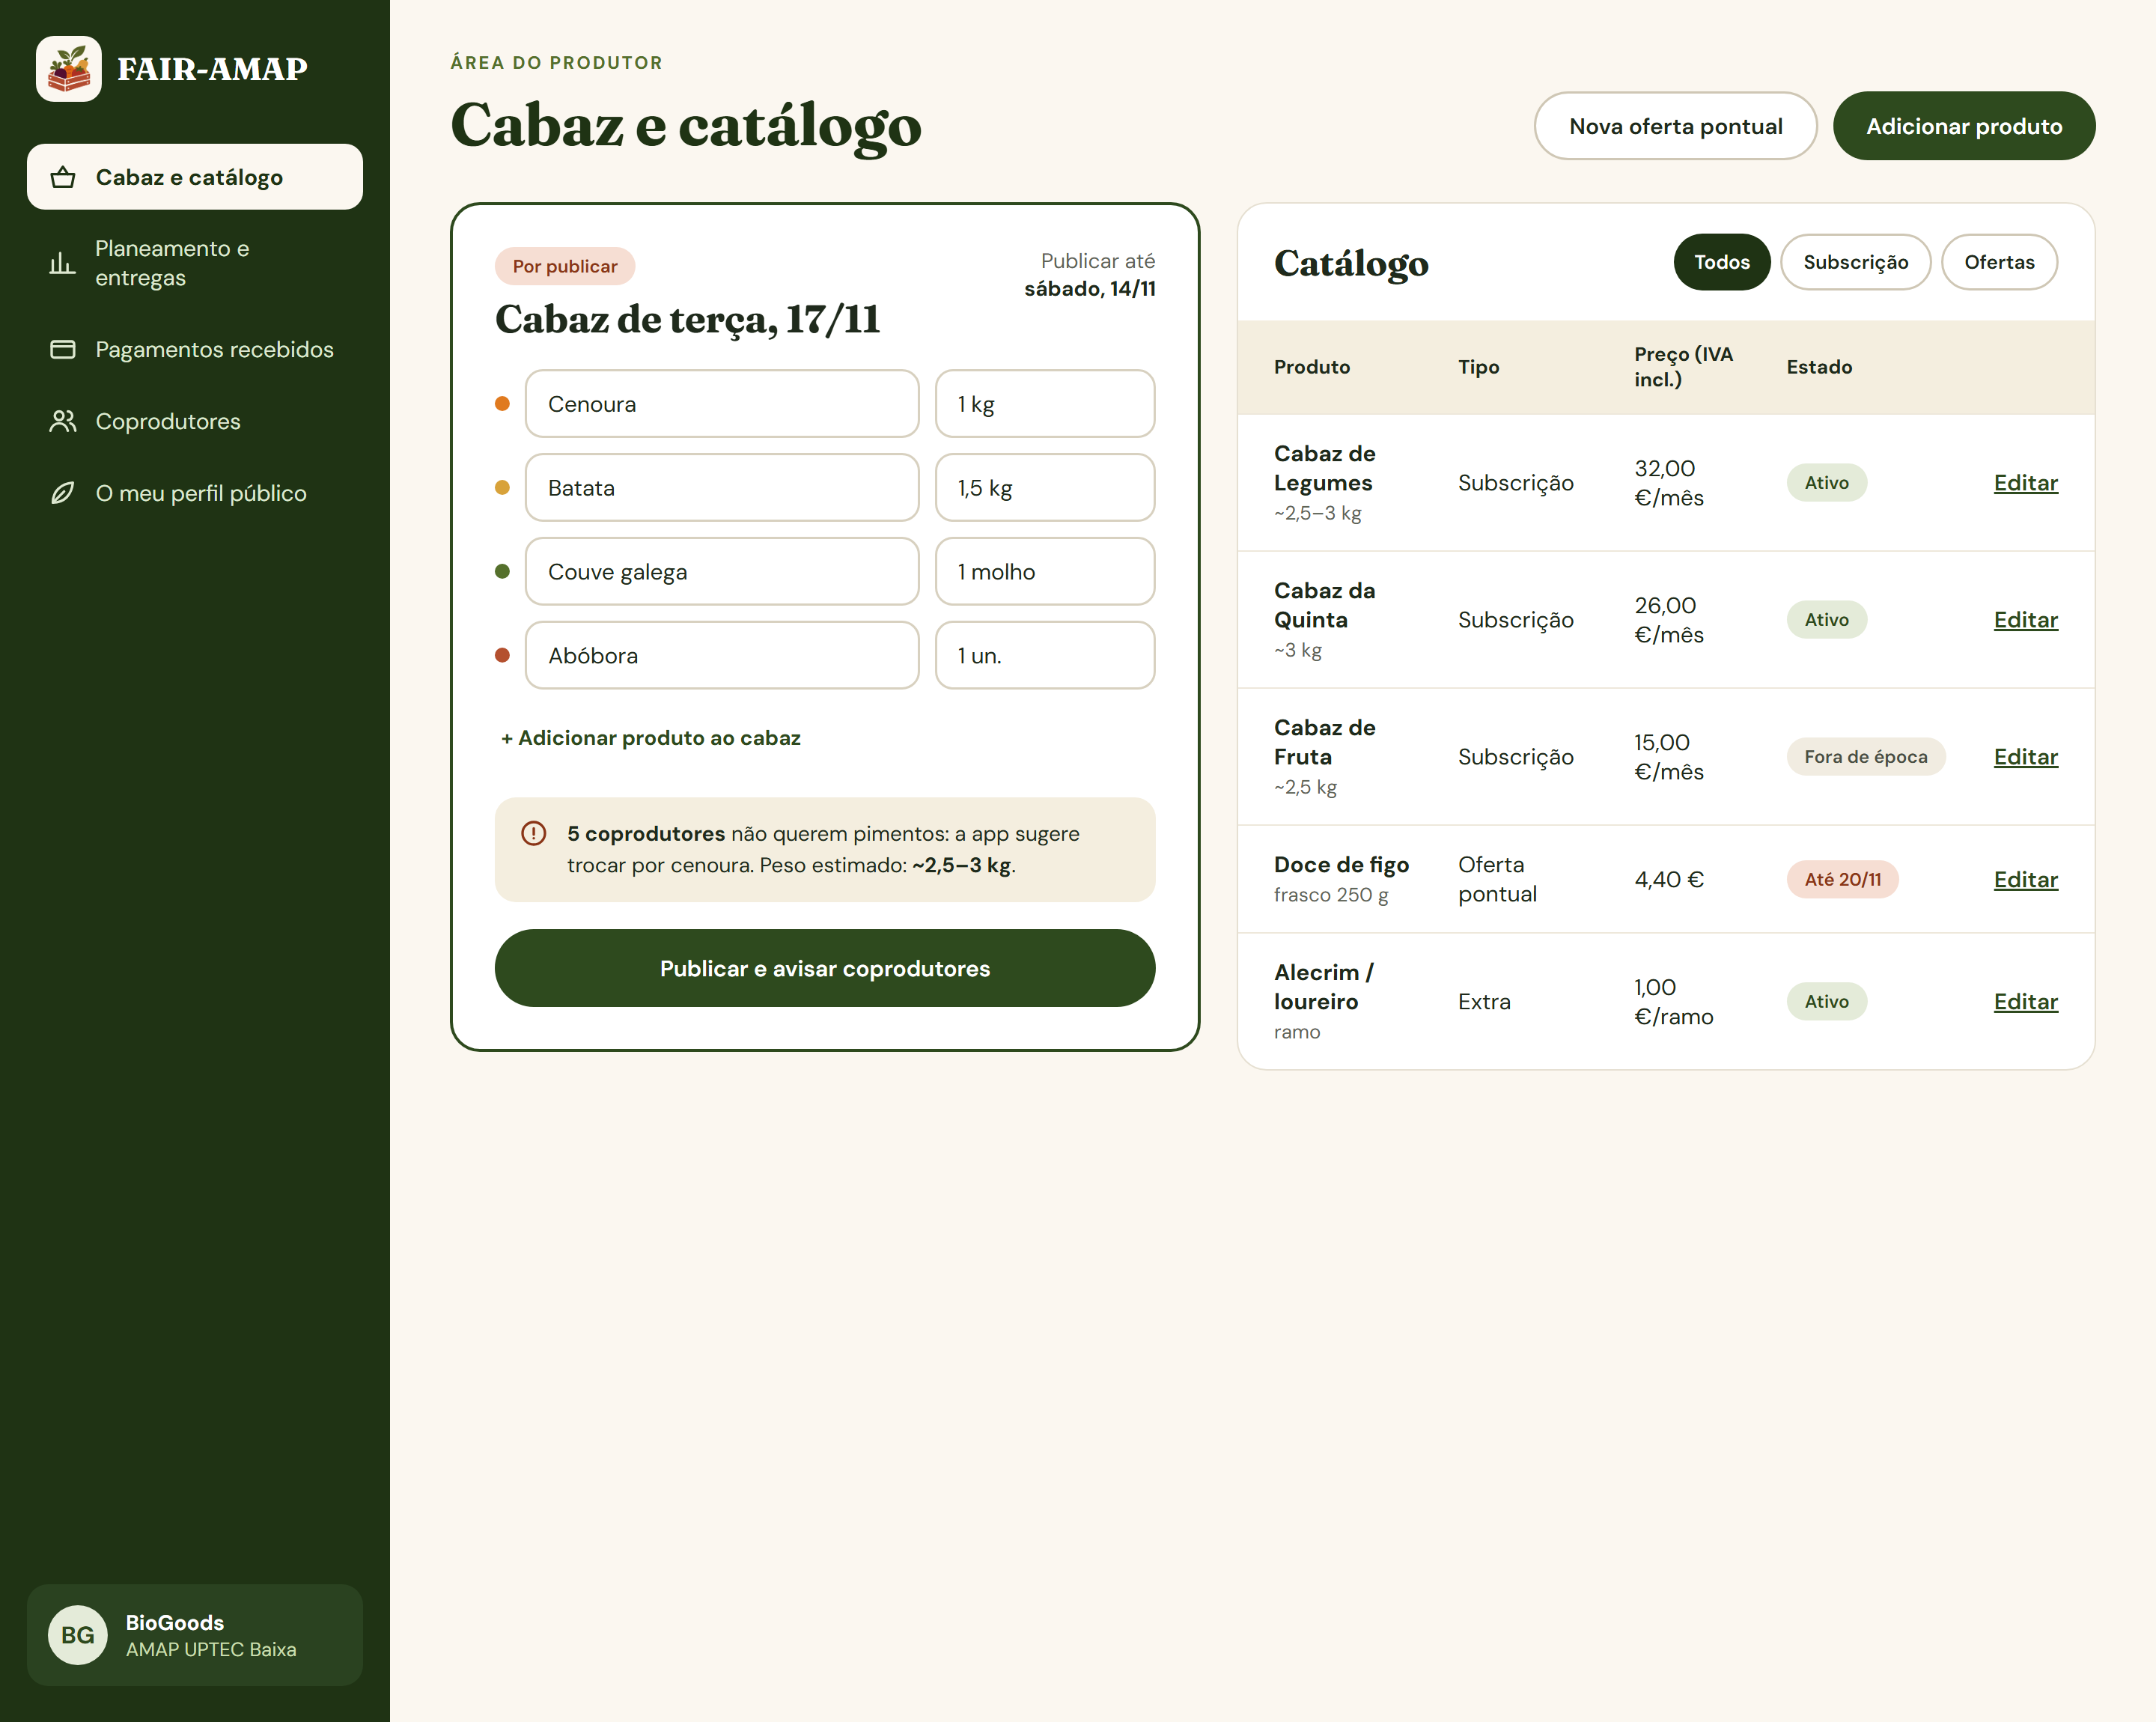 FAIR-AMAP
Cabaz e catálogo
Planeamento e
entregas
Pagamentos recebidos
Coprodutores
O meu perfil público
BG
BioGoods
AMAP UPTEC Baixa
ÁREA DO PRODUTOR
Cabaz e catálogo
Nova oferta pontual
Adicionar produto
Por publicar
Publicar até
sábado, 14/11
Cabaz de terça, 17/11
Cenoura
1 kg
Batata
1,5 kg
Couve galega
1 molho
Abóbora
1 un.
+ Adicionar produto ao cabaz
5 coprodutores não querem pimentos: a app sugere
trocar por cenoura. Peso estimado: ~2,5–3 kg.
Publicar e avisar coprodutores
Catálogo
Todos
Subscrição
Ofertas
Produto
Tipo
Preço (IVA
incl.)
Estado
Cabaz de
Legumes
~2,5–3 kg
Subscrição
32,00
€/mês
Ativo
Editar
Cabaz da
Quinta
~3 kg
Subscrição
26,00
€/mês
Ativo
Editar
Cabaz de
Fruta
~2,5 kg
Subscrição
15,00
€/mês
Fora de época
Editar
Doce de figo
frasco 250 g
Oferta
pontual
4,40 €
Até 20/11
Editar
Alecrim /
loureiro
ramo
Extra
1,00
€/ramo
Ativo
Editar